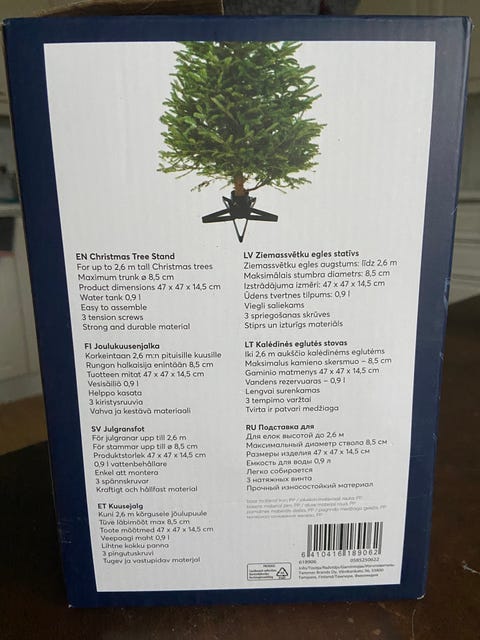 EN Christmas Tree Stand
For up to 2,6 m tall Christmas trees
Maximum trunk ø 8,5 cm
Product dimensions 47 x 47 x 14,5 cm
Water tank 0,9 l
Easy to assemble
3 tension screws
Strong and durable material
FI Joulukuusenjalka
Korkeintaan 2,6 m:n pituisille kuusille
Rungon halkaisija enintään 8,5 cm
Tuotteen mitat 47 x 47 x 14,5 cm
Vesisäiliö 0,9 l
Helppo kasata
3 kiristysruuvia
Vahva ja kestävä materiaali
SV Julgransfot
För julgranar upp till 2,6 m
För stammar upp till ø 8,5 cm
Produktstorlek 47 x 47 x 14,5 cm
0,9 l vattenbehållare
Enkel att montera
3 spännskruvar
Kraftigt och hållfast material
ET Kuusejalg
Kuni 2,6 m kõrgusele jõulupuule
Tüve läbimõõt max 8,5 cm
Toote mõõtmed 47 x 47 x 14,5 cm
Veepaagi maht 0,9 l
Lihtne kokku panna
3 pingutuskruvi
Tugev ja vastupidav materjal
LV Ziemassvētku egles statīvs
Ziemassvētku egles augstums: līdz 2,6 m
Maksimālais stumbra diametrs: 8,5 cm
Izstrādājuma izmēri: 47 x 47 x 14,5 cm
Ūdens tvertnes tilpums: 0,9 l
Viegli saliekams
3 spriegošanas skrūves
Stiprs un izturīgs materiāls
LT Kalėdinės eglutės stovas
Iki 2,6 m aukščio kalėdinėms eglutėms
Maksimalus kamieno skersmuo – 8,5 cm
Gaminio matmenys 47 x 47 x 14,5 cm
Vandens rezervuaras – 0,9 l
Lengvai surenkamas
3 tempimo varžtai
Tvirta ir patvari medžiaga
RU Подставка для
Для елок высотой до 2,6 м
Максимальный диаметр ствола 8,5 см
Размеры изделия 47 x 47 x 14,5 см
Емкость для воды 0,9 л
Легко собирается
3 натяжных винта
Прочный износостойкий материал
6 410416 189062
619906 0585250622
Tammer Brands Oy, Viinikankatu 36, 33800
Tampere, Finland/Тампере, Финляндия